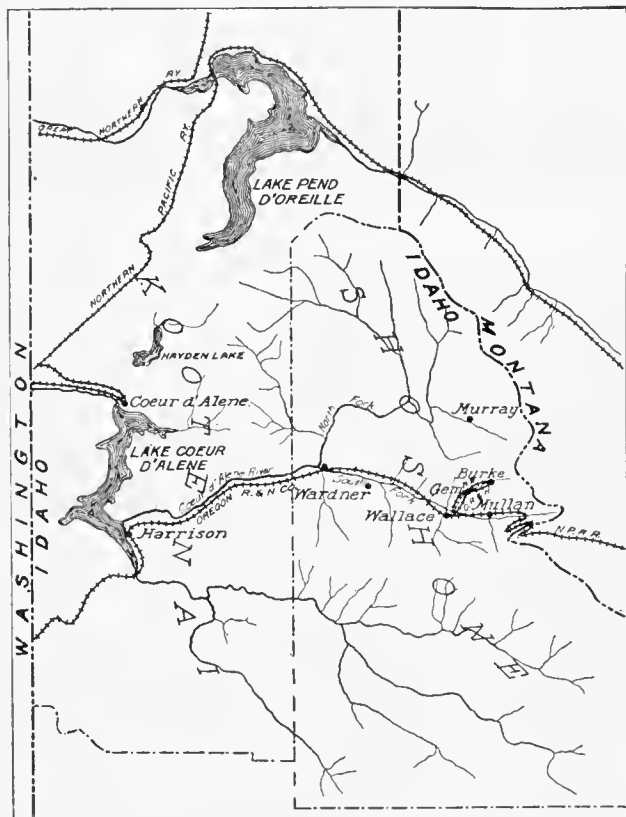 GREAT NORTHERN RY.
NORTHERN PACIFIC RY.
LAKE PEND
D'OREILLE
IDAHO
MONTANA
KOOTENAI
SHOSHONE
HAYDEN LAKE
WASHINGTON
IDAHO
Coeur d'Alene
LAKE COEUR
D'ALENE
North Fork
Murray
Coeur d'Alene River
OREGON R.& N CO.
Wardner
South Fork
Burke
Gem
Mullan
Wallace
N.P.R.R.
Harrison